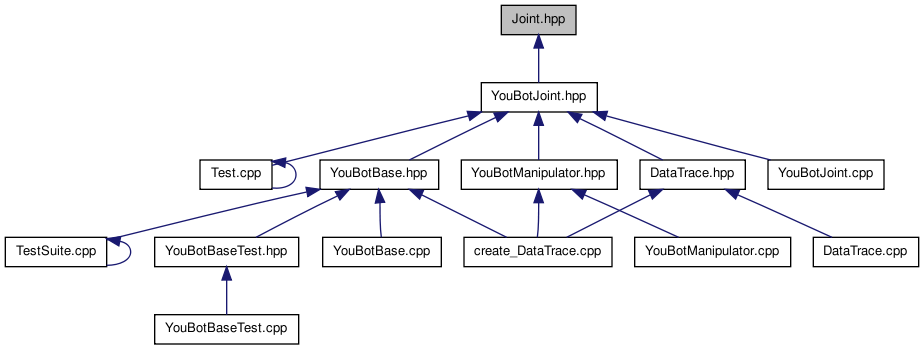 Joint.hpp
YouBotJoint.hpp
Test.cpp
YouBotBase.hpp
YouBotManipulator.hpp
DataTrace.hpp
YouBotJoint.cpp
TestSuite.cpp
YouBotBaseTest.hpp
YouBotBase.cpp
create_DataTrace.cpp
YouBotManipulator.cpp
DataTrace.cpp
YouBotBaseTest.cpp